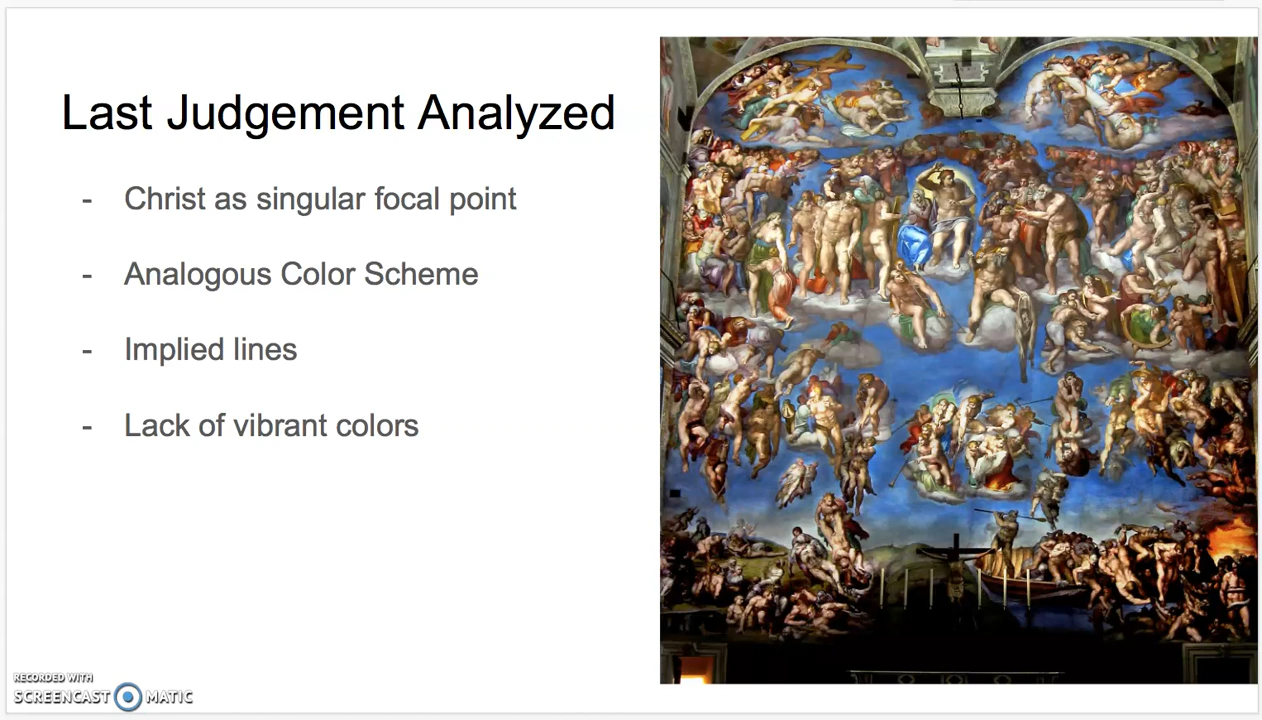 Last Judgement Analyzed
- Christ as singular focal point
- Analogous Color Scheme
- Implied lines
- Lack of vibrant colors
RECORDED WITH
SCREENCAST MATIC